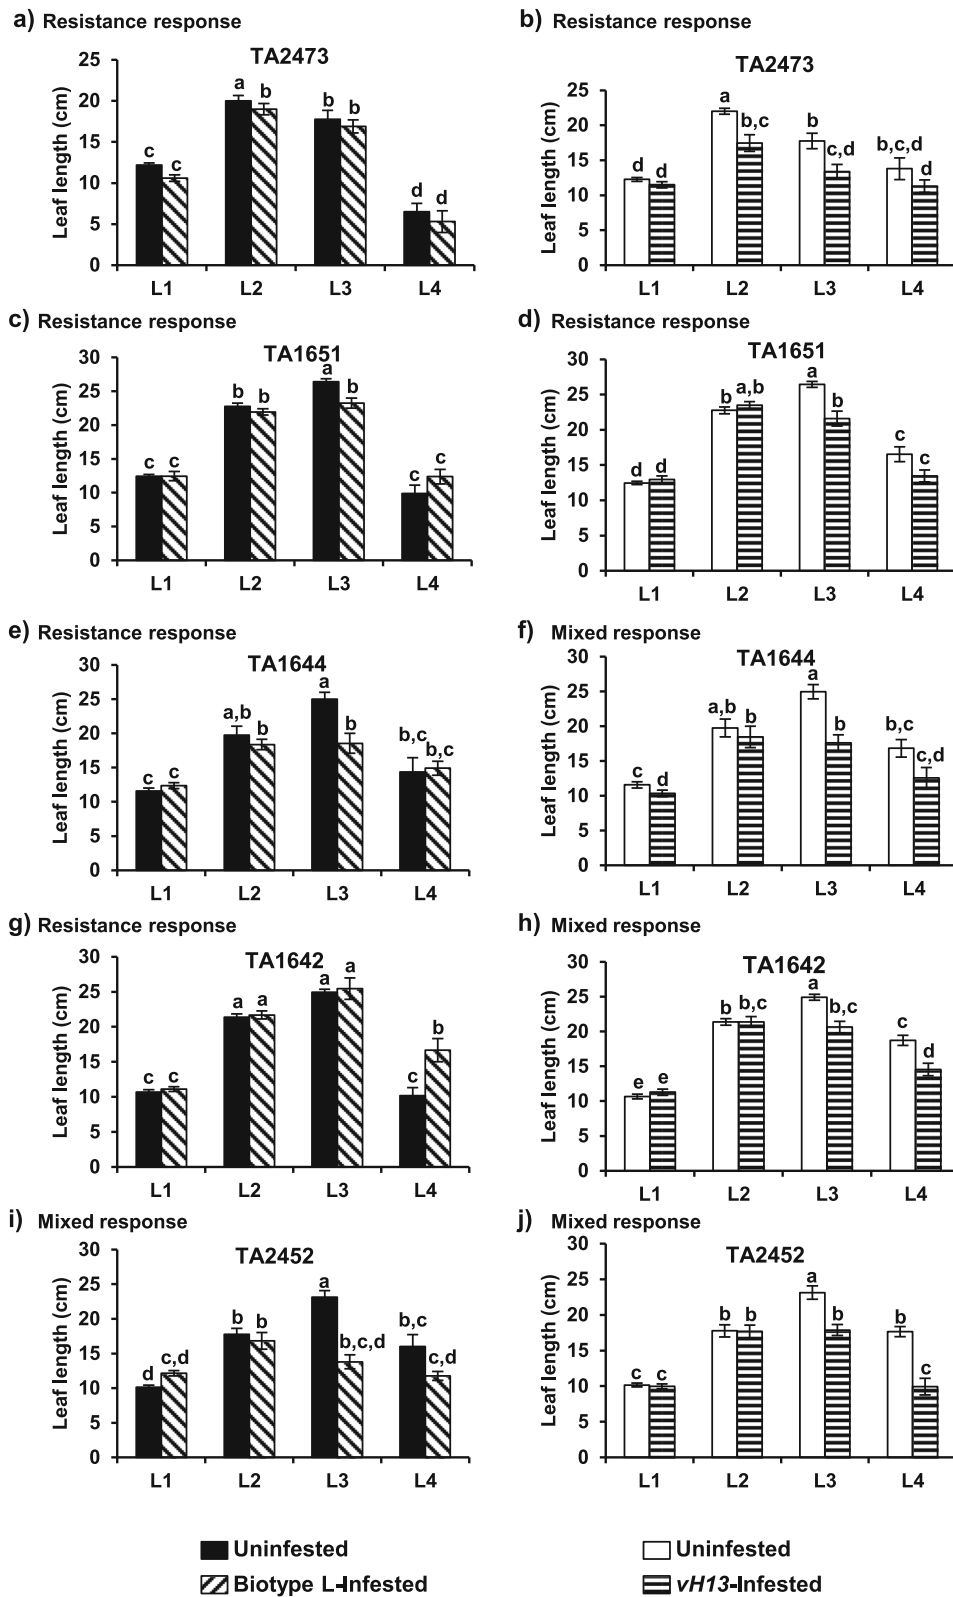 a) Resistance response
TA2473
Leaf length (cm)
25
20
15
10
5
0
c c a b b b d d
L1 L2 L3 L4
b) Resistance response
TA2473
Leaf length (cm)
25
20
15
10
5
0
d d a b,c b c,d b,c,d d
L1 L2 L3 L4
c) Resistance response
TA1651
Leaf length (cm)
30
25
20
15
10
5
0
c c b b a b c c
L1 L2 L3 L4
d) Resistance response
TA1651
Leaf length (cm)
30
25
20
15
10
5
0
d d b a,b a b c c
L1 L2 L3 L4
e) Resistance response
TA1644
Leaf length (cm)
30
25
20
15
10
5
0
c c a,b b a b b,c b,c
L1 L2 L3 L4
f) Mixed response
TA1644
Leaf length (cm)
30
25
20
15
10
5
0
c d a,b b a b b,c c,d
L1 L2 L3 L4
g) Resistance response
TA1642
Leaf length (cm)
30
25
20
15
10
5
0
c c a a a a c b
L1 L2 L3 L4
h) Mixed response
TA1642
Leaf length (cm)
30
25
20
15
10
5
0
e e b b,c a b,c c d
L1 L2 L3 L4
i) Mixed response
TA2452
Leaf length (cm)
30
25
20
15
10
5
0
d c,d b b a b,c,d b,c c,d
L1 L2 L3 L4
j) Mixed response
TA2452
Leaf length (cm)
30
25
20
15
10
5
0
c c b b a b b c
L1 L2 L3 L4
Uninfested
Biotype L-Infested
Uninfested
vH13-Infested